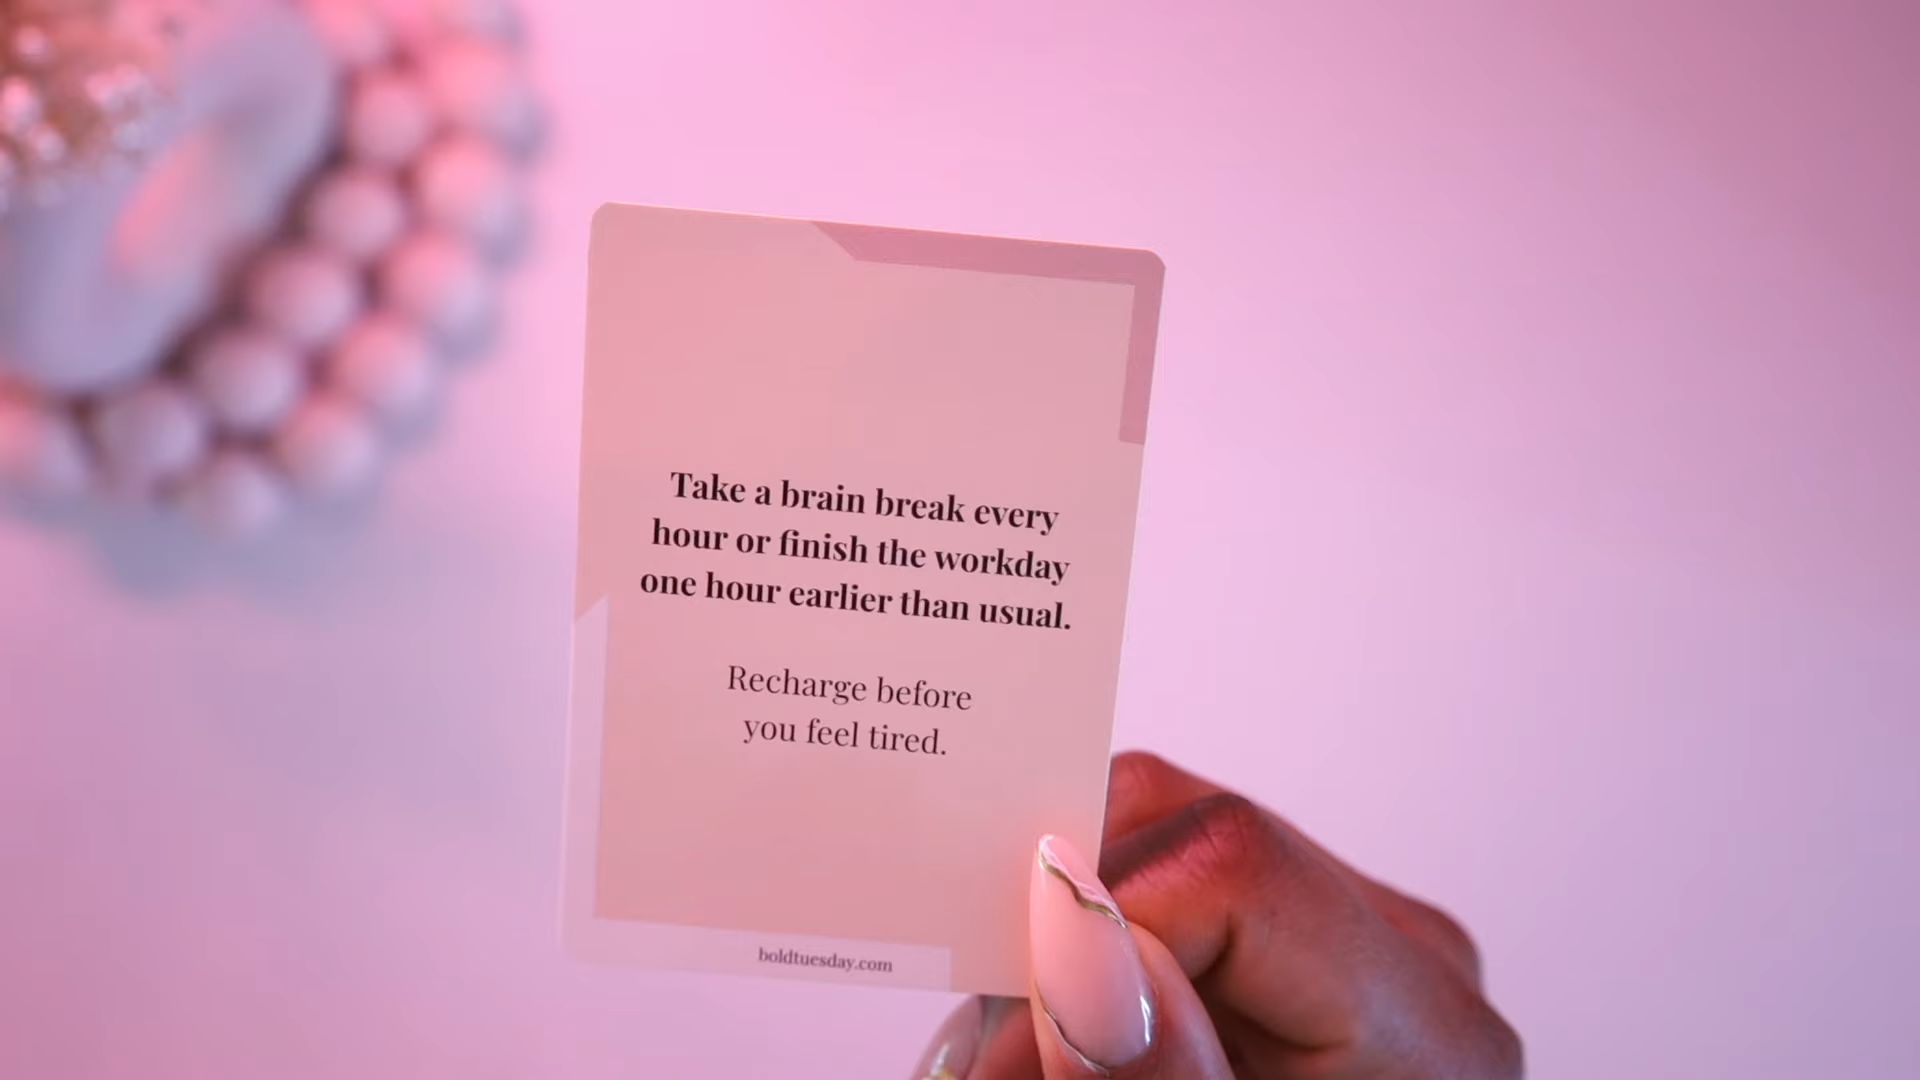 Take a brain break every
hour or finish the workday
one hour earlier than usual.
Recharge before
you feel tired.
boldtuesday.com